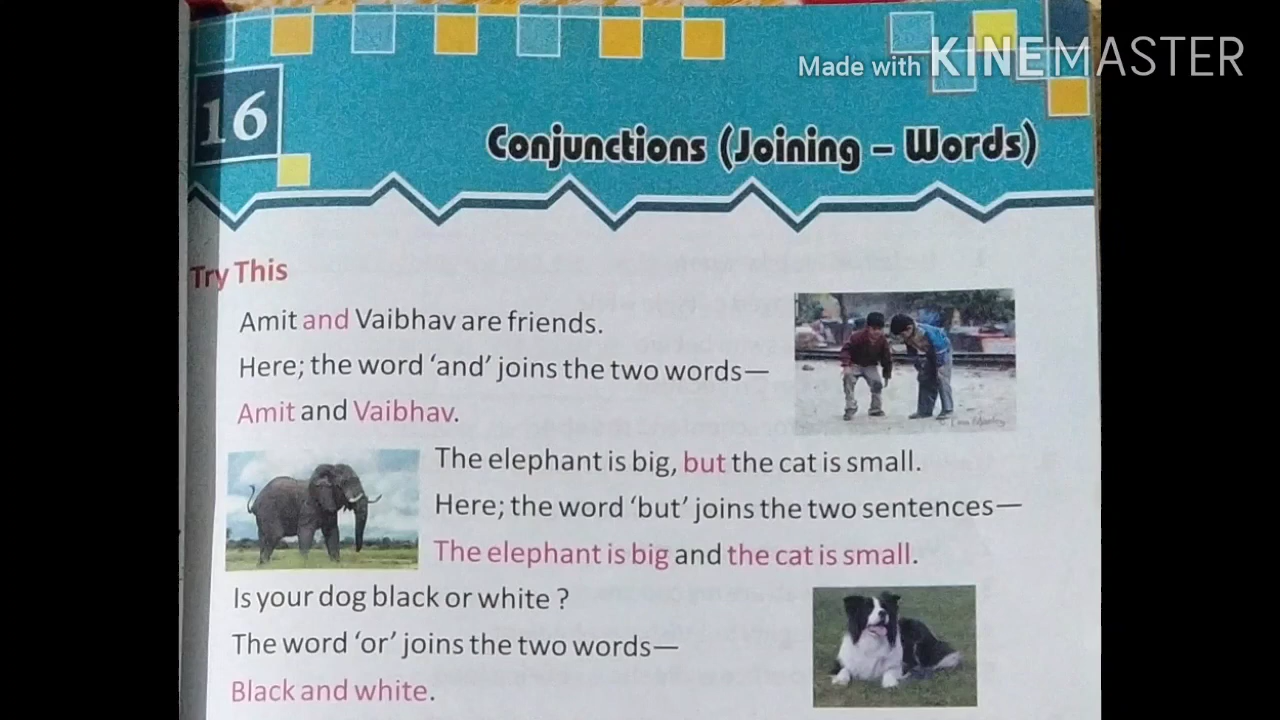 Made with KINEMASTER
16
Conjunctions (Joining – Words)
Try This
Amit and Vaibhav are friends.
Here; the word ‘and’ joins the two words—
Amit and Vaibhav.
The elephant is big, but the cat is small.
Here; the word ‘but’ joins the two sentences—
The elephant is big and the cat is small.
Is your dog black or white ?
The word ‘or’ joins the two words—
Black and white.